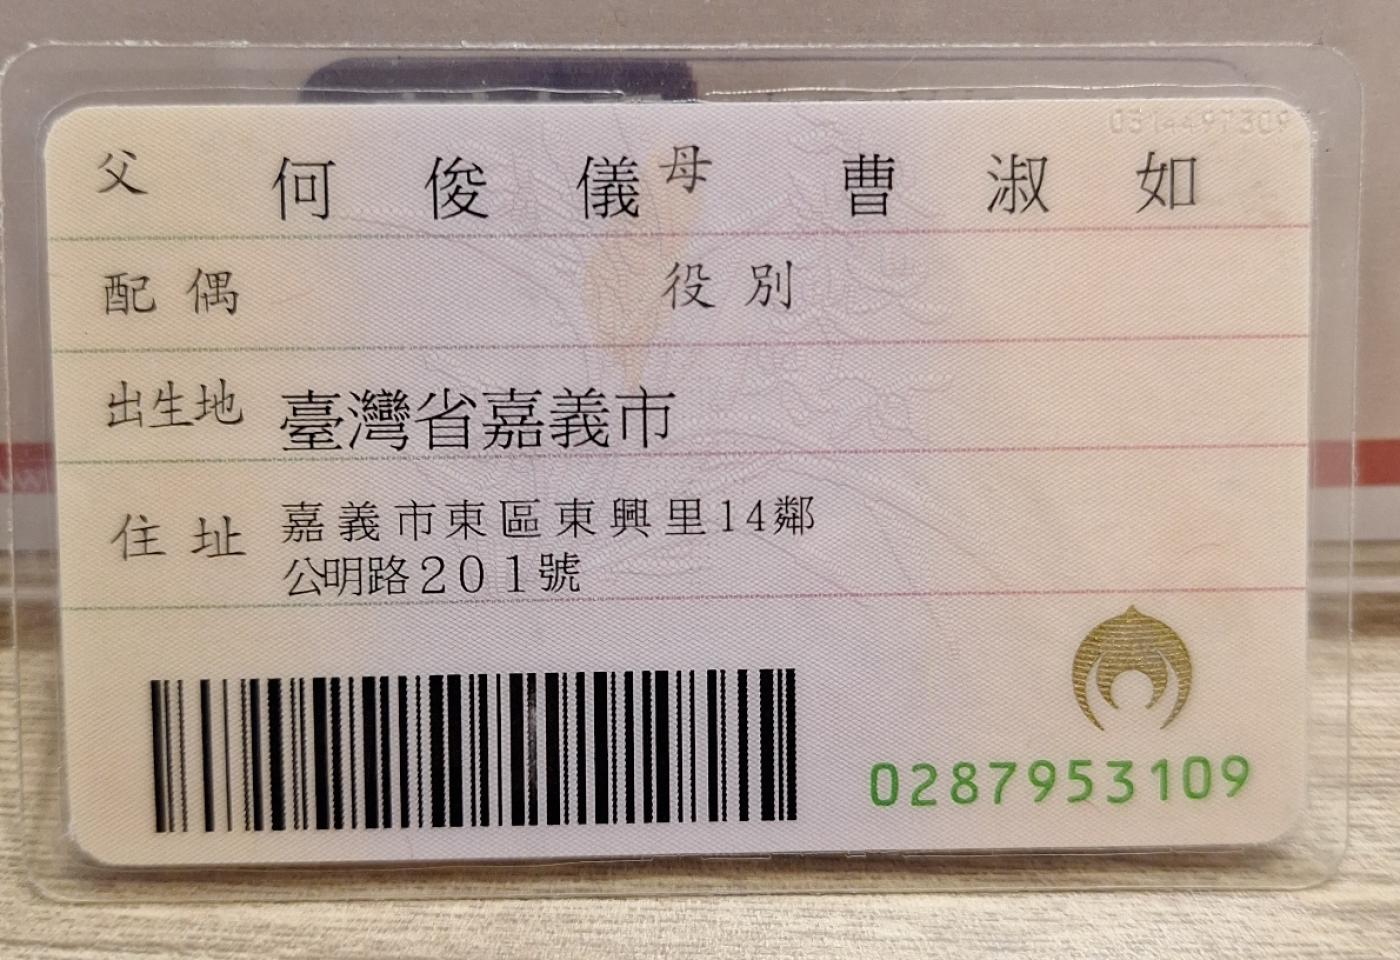 父 何俊儀 母 曹淑如
配偶 役別
出生地 臺灣省嘉義市
住址 嘉義市東區東興里14鄰
公明路201號
0287953109